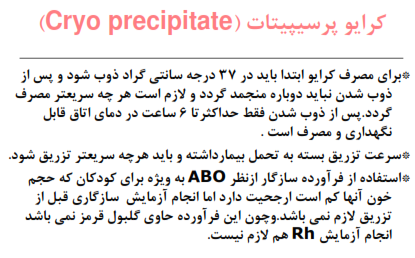 کرایو پرسیپیتات (Cryo precipitate)
*برای مصرف کرایو ابتدا باید در ۳۷ درجه سانتی گراد ذوب شود و پس از
ذوب شدن نباید دوباره منجمد گردد و لازم است هر چه سریعتر مصرف
گردد.پس از ذوب شدن فقط حداکثرتا ۶ ساعت در دمای اتاق قابل
نگهداری و مصرف است .
*سرعت تزریق بسته به تحمل بیمارداشته و باید هرچه سریعتر تزریق شود.
*استفاده از فرآورده سازگار ازنظر ABO به ویژه برای کودکان که حجم
خون آنها کم است ارجحیت دارد اما انجام آزمایش سازگاری قبل از
تزریق لازم نمی باشد.وچون این فرآورده حاوی گلبول قرمز نمی باشد
انجام آزمایش Rh هم لازم نیست.